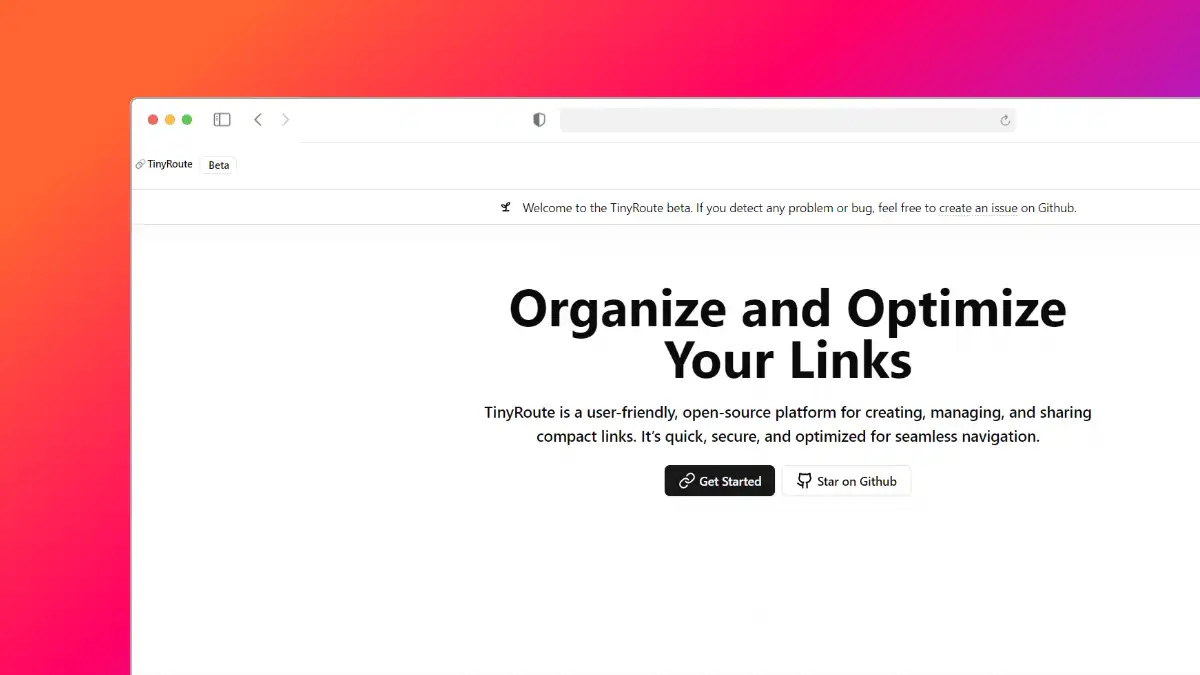 TinyRoute Beta
Welcome to the TinyRoute beta. If you detect any problem or bug, feel free to create an issue on Github.
Organize and Optimize
Your Links
TinyRoute is a user-friendly, open-source platform for creating, managing, and sharing
compact links. It's quick, secure, and optimized for seamless navigation.
Get Started Star on Github